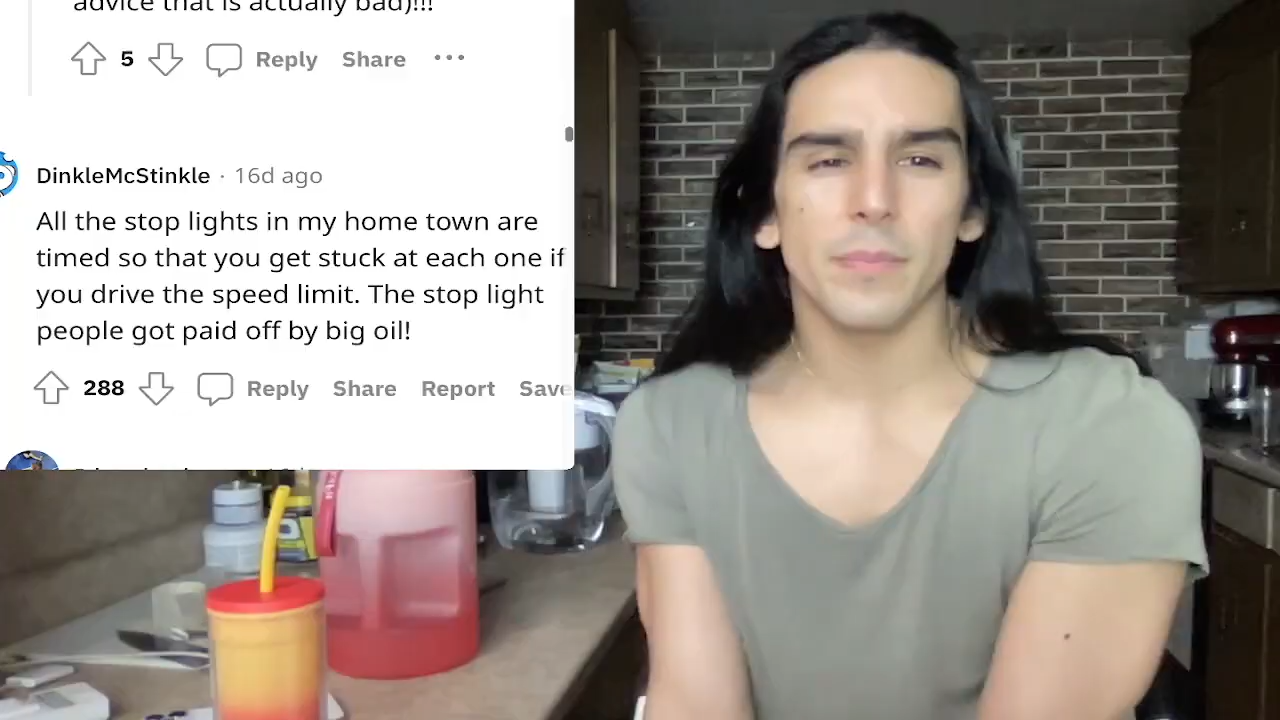 advice that is actually bad)!!!
5 Reply Share ...
DinkleMcStinkle · 16d ago
All the stop lights in my home town are
timed so that you get stuck at each one if
you drive the speed limit. The stop light
people got paid off by big oil!
288 Reply Share Report Save